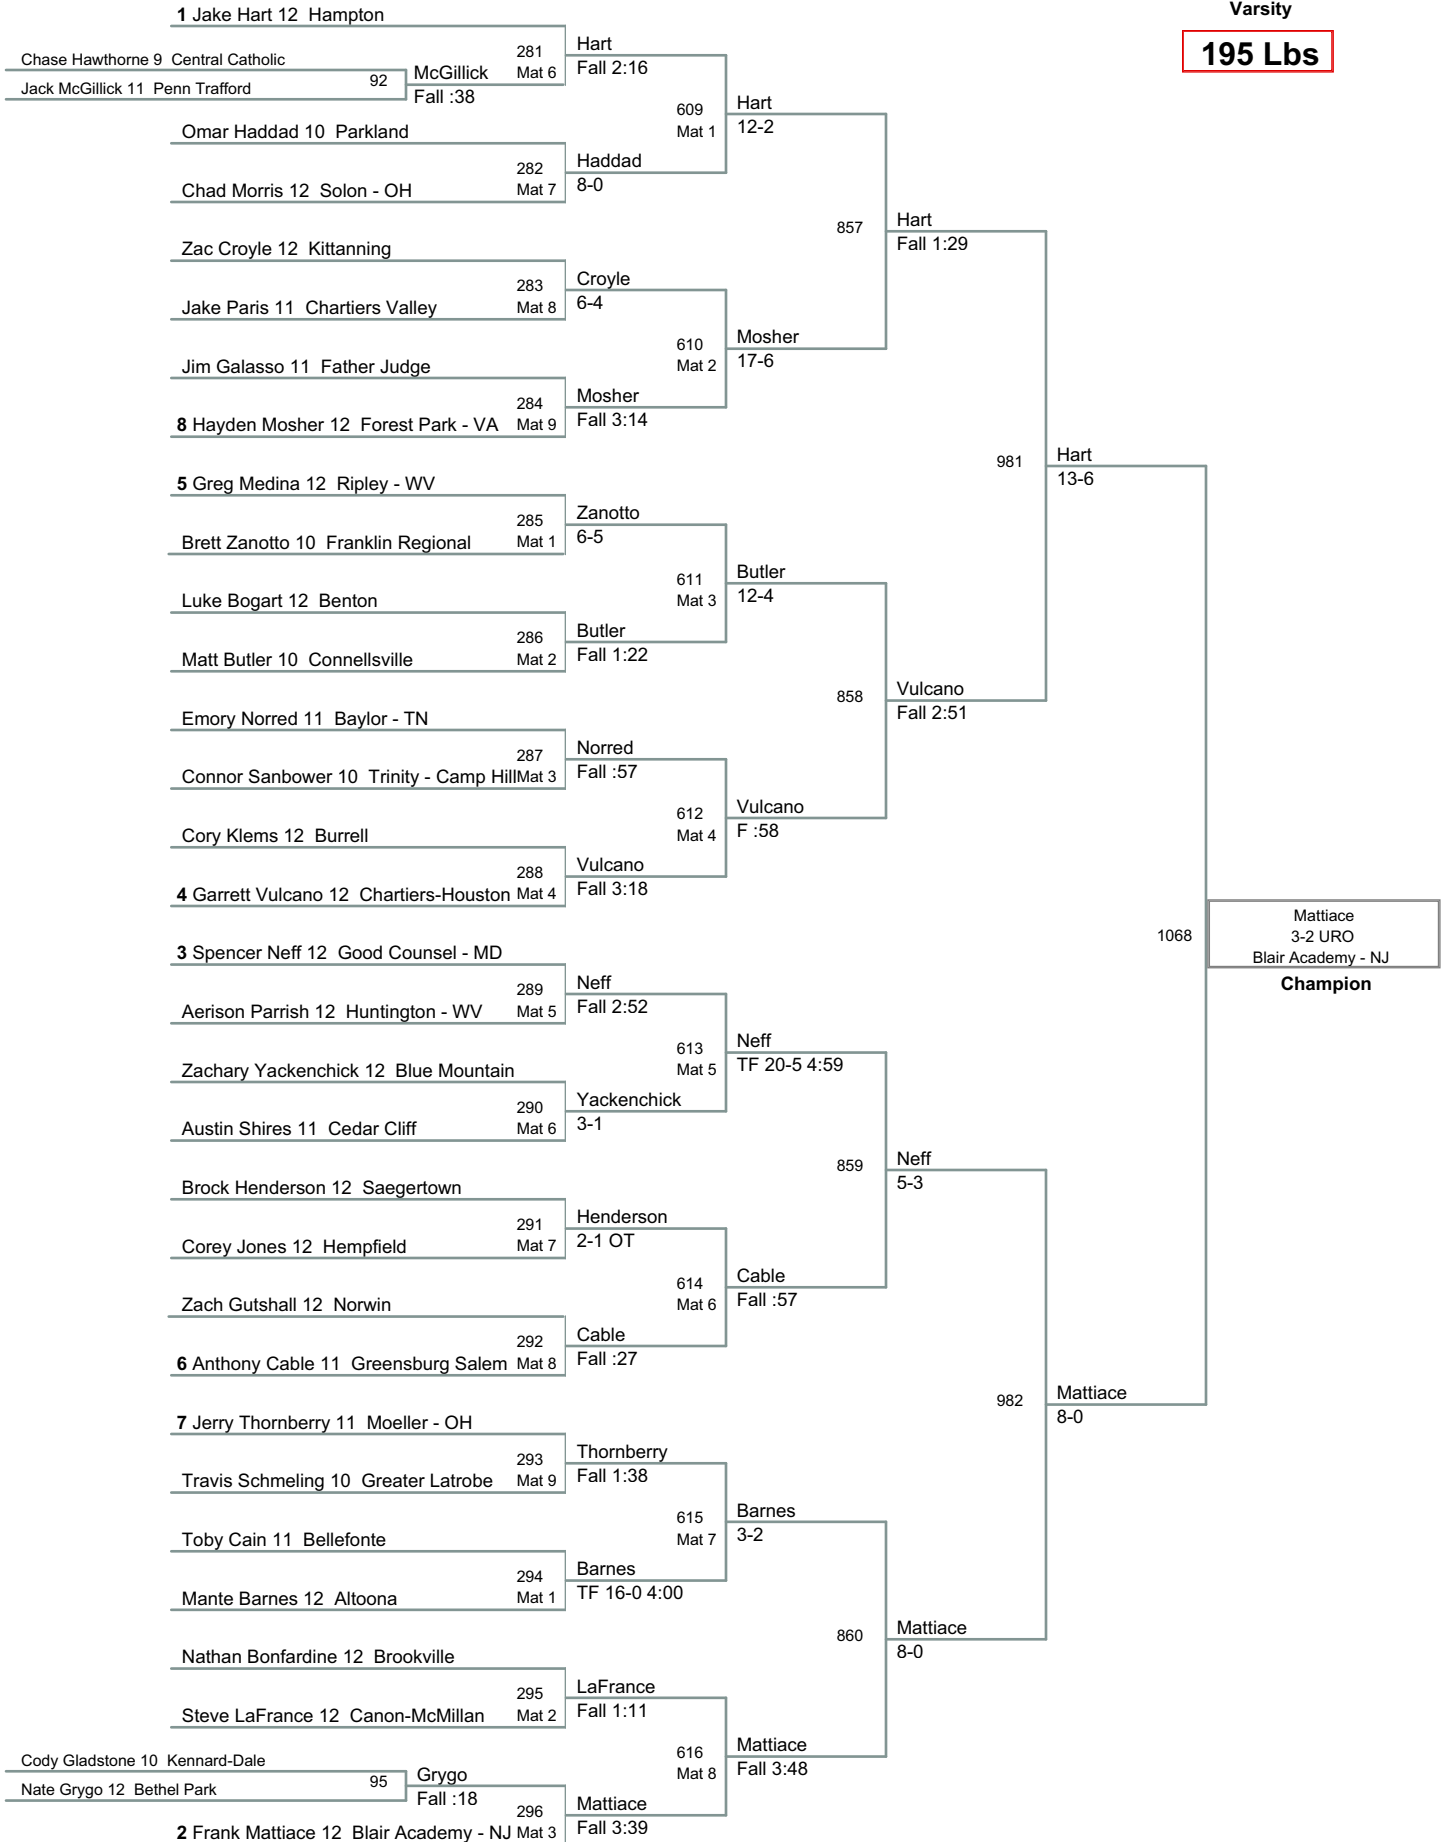 Varsity
195 Lbs
1 Jake Hart 12 Hampton
281
Mat 6
Hart
Fall 2:16
Chase Hawthorne 9 Central Catholic
92
McGillick
Fall :38
Jack McGillick 11 Penn Trafford
609
Mat 1
Hart
12-2
Omar Haddad 10 Parkland
282
Mat 7
Haddad
8-0
Chad Morris 12 Solon - OH
857
Hart
Fall 1:29
Zac Croyle 12 Kittanning
283
Mat 8
Croyle
6-4
Jake Paris 11 Chartiers Valley
610
Mat 2
Mosher
17-6
Jim Galasso 11 Father Judge
284
Mat 9
Mosher
Fall 3:14
8 Hayden Mosher 12 Forest Park - VA
981
Hart
13-6
5 Greg Medina 12 Ripley - WV
285
Mat 1
Zanotto
6-5
Brett Zanotto 10 Franklin Regional
611
Mat 3
Butler
12-4
Luke Bogart 12 Benton
286
Mat 2
Butler
Fall 1:22
Matt Butler 10 Connellsville
858
Vulcano
Fall 2:51
Emory Norred 11 Baylor - TN
287
Mat 3
Norred
Fall :57
Connor Sanbower 10 Trinity - Camp Hill
612
Mat 4
Vulcano
F :58
Cory Klems 12 Burrell
288
Mat 4
Vulcano
Fall 3:18
4 Garrett Vulcano 12 Chartiers-Houston
1068
Mattiace
3-2 URO
Blair Academy - NJ
Champion
3 Spencer Neff 12 Good Counsel - MD
289
Mat 5
Neff
Fall 2:52
Aerison Parrish 12 Huntington - WV
613
Mat 5
Neff
TF 20-5 4:59
Zachary Yackenchick 12 Blue Mountain
290
Mat 6
Yackenchick
3-1
Austin Shires 11 Cedar Cliff
859
Neff
5-3
Brock Henderson 12 Saegertown
291
Mat 7
Henderson
2-1 OT
Corey Jones 12 Hempfield
614
Mat 6
Cable
Fall :57
Zach Gutshall 12 Norwin
292
Mat 8
Cable
Fall :27
6 Anthony Cable 11 Greensburg Salem
982
Mattiace
8-0
7 Jerry Thornberry 11 Moeller - OH
293
Mat 9
Thornberry
Fall 1:38
Travis Schmeling 10 Greater Latrobe
615
Mat 7
Barnes
3-2
Toby Cain 11 Bellefonte
294
Mat 1
Barnes
TF 16-0 4:00
Mante Barnes 12 Altoona
860
Mattiace
8-0
Nathan Bonfardine 12 Brookville
295
Mat 2
LaFrance
Fall 1:11
Steve LaFrance 12 Canon-McMillan
616
Mat 8
Mattiace
Fall 3:48
Cody Gladstone 10 Kennard-Dale
95
Grygo
Fall :18
Nate Grygo 12 Bethel Park
296
Mat 3
Mattiace
Fall 3:39
2 Frank Mattiace 12 Blair Academy - NJ